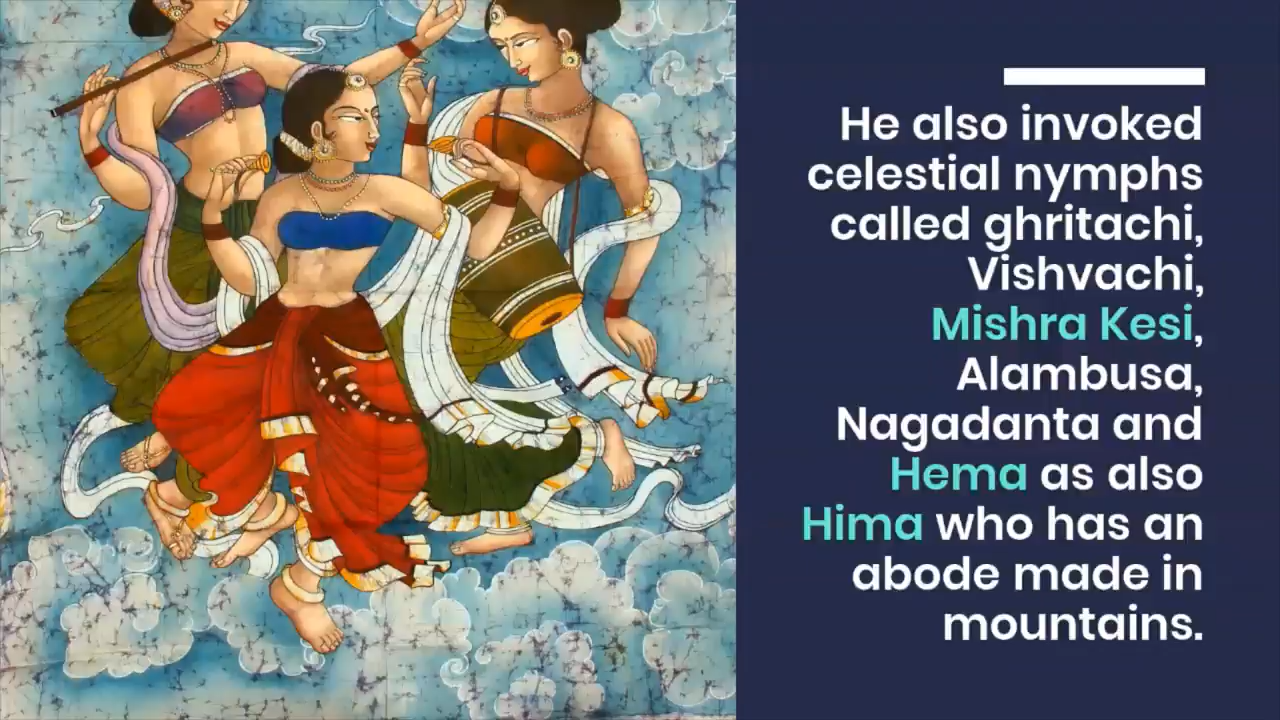 He also invoked
celestial nymphs
called ghritachi,
Vishvachi,
Mishra Kesi,
Alambusa,
Nagadanta and
Hema as also
Hima who has an
abode made in
mountains.